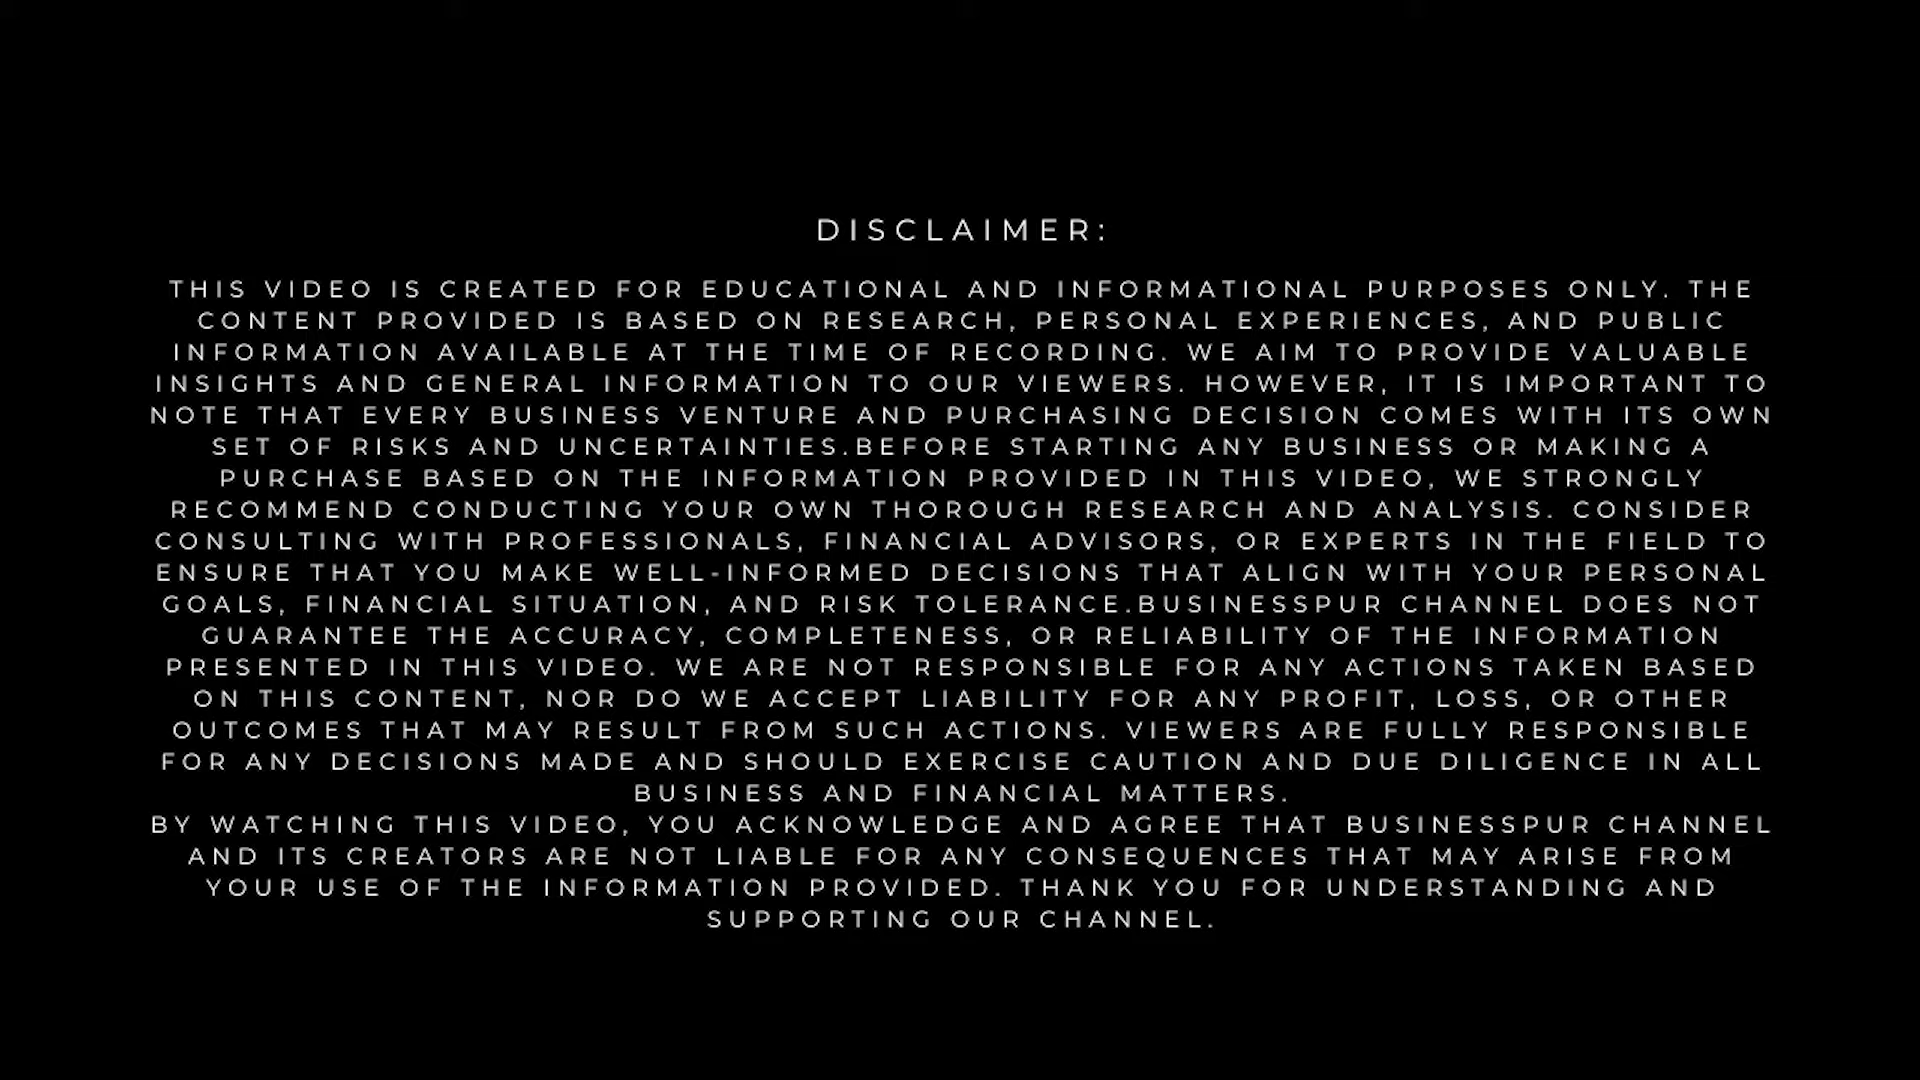 DISCLAIMER:
THIS VIDEO IS CREATED FOR EDUCATIONAL AND INFORMATIONAL PURPOSES ONLY. THE
CONTENT PROVIDED IS BASED ON RESEARCH, PERSONAL EXPERIENCES, AND PUBLIC
INFORMATION AVAILABLE AT THE TIME OF RECORDING. WE AIM TO PROVIDE VALUABLE
INSIGHTS AND GENERAL INFORMATION TO OUR VIEWERS. HOWEVER, IT IS IMPORTANT TO
NOTE THAT EVERY BUSINESS VENTURE AND PURCHASING DECISION COMES WITH ITS OWN
SET OF RISKS AND UNCERTAINTIES.BEFORE STARTING ANY BUSINESS OR MAKING A
PURCHASE BASED ON THE INFORMATION PROVIDED IN THIS VIDEO, WE STRONGLY
RECOMMEND CONDUCTING YOUR OWN THOROUGH RESEARCH AND ANALYSIS. CONSIDER
CONSULTING WITH PROFESSIONALS, FINANCIAL ADVISORS, OR EXPERTS IN THE FIELD TO
ENSURE THAT YOU MAKE WELL-INFORMED DECISIONS THAT ALIGN WITH YOUR PERSONAL
GOALS, FINANCIAL SITUATION, AND RISK TOLERANCE.BUSINESSPUR CHANNEL DOES NOT
GUARANTEE THE ACCURACY, COMPLETENESS, OR RELIABILITY OF THE INFORMATION
PRESENTED IN THIS VIDEO. WE ARE NOT RESPONSIBLE FOR ANY ACTIONS TAKEN BASED
ON THIS CONTENT, NOR DO WE ACCEPT LIABILITY FOR ANY PROFIT, LOSS, OR OTHER
OUTCOMES THAT MAY RESULT FROM SUCH ACTIONS. VIEWERS ARE FULLY RESPONSIBLE
FOR ANY DECISIONS MADE AND SHOULD EXERCISE CAUTION AND DUE DILIGENCE IN ALL
BUSINESS AND FINANCIAL MATTERS.
BY WATCHING THIS VIDEO, YOU ACKNOWLEDGE AND AGREE THAT BUSINESSPUR CHANNEL
AND ITS CREATORS ARE NOT LIABLE FOR ANY CONSEQUENCES THAT MAY ARISE FROM
YOUR USE OF THE INFORMATION PROVIDED. THANK YOU FOR UNDERSTANDING AND
SUPPORTING OUR CHANNEL.